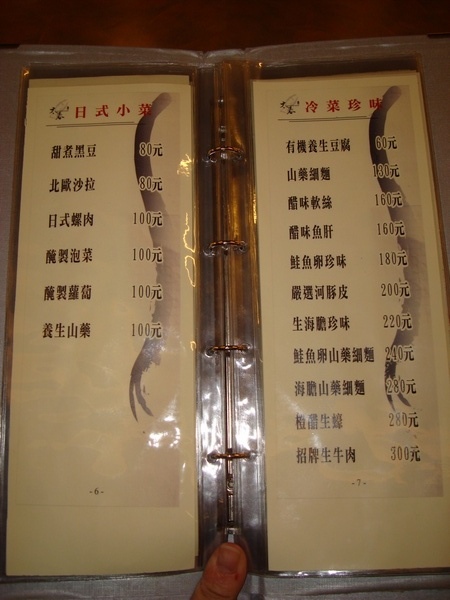 日式小菜
甜煮黑豆 80元
北歐沙拉 80元
日式螺肉 100元
醃製泡菜 100元
醃製蘿蔔 100元
養生山藥 100元
-6-
冷菜珍味
有機養生豆腐 60元
山藥細麵 130元
醋味軟絲 160元
醋味魚肝 160元
鮭魚卵珍味 180元
嚴選河豚皮 200元
生海膽珍味 220元
鮭魚卵山藥細麵 240元
海膽山藥細麵 280元
橙醋生蠔 280元
招牌生牛肉 300元
-7-